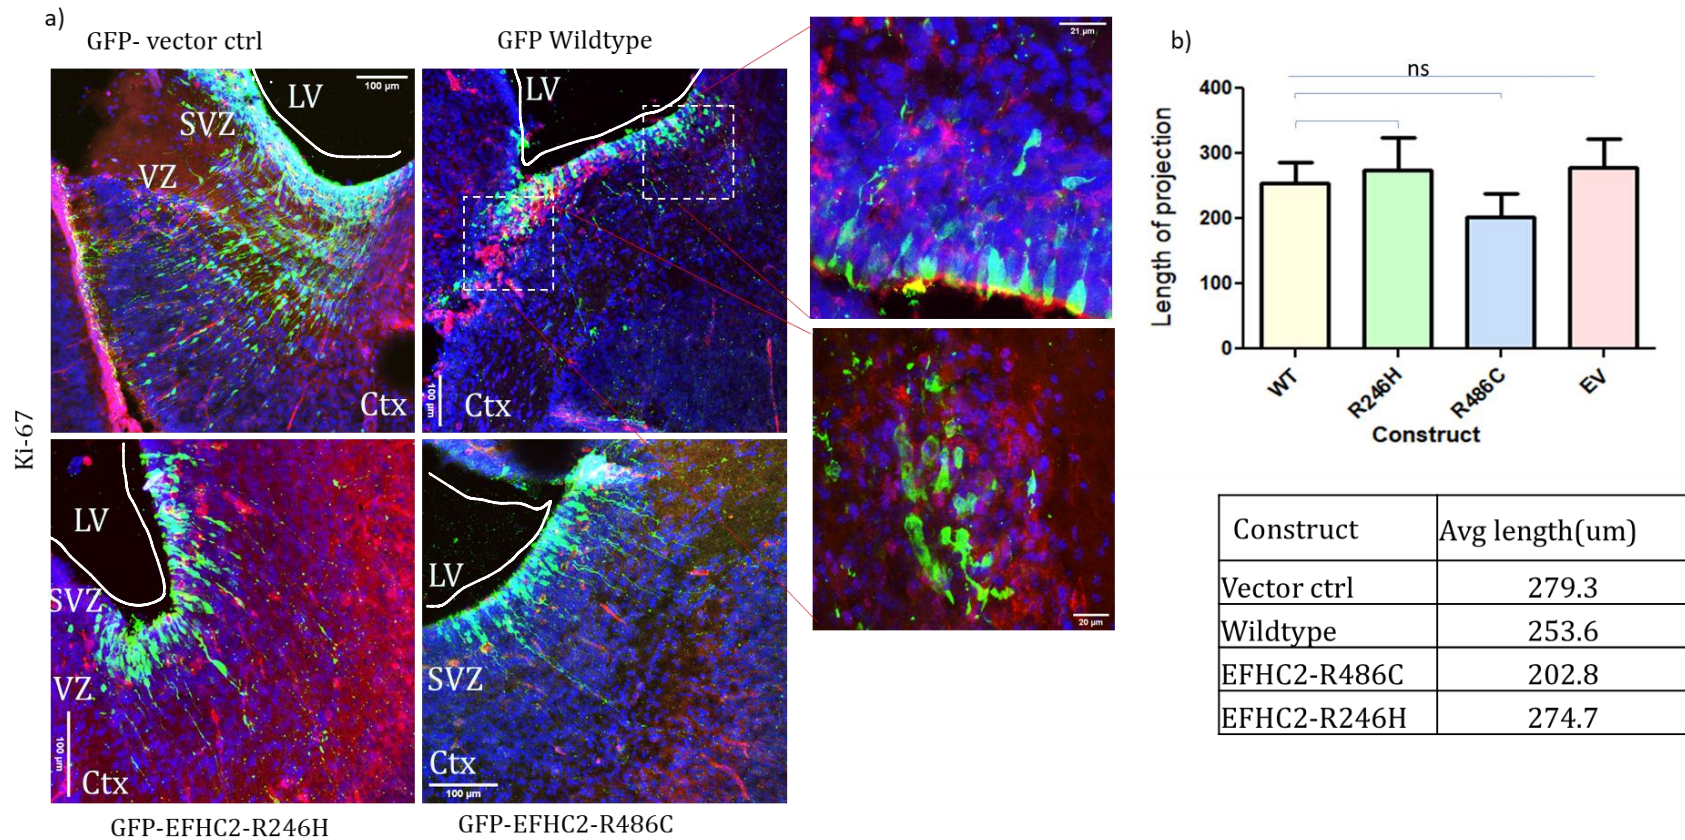 a)
GFP- vector ctrl
GFP Wildtype
LV
SVZ
VZ
Ctx
100 µm
LV
Ctx
100 µm
21 µm
20 µm
Ki-67
LV
SVZ
VZ
Ctx
100 µm
LV
SVZ
Ctx
100 µm
GFP-EFHC2-R246H
GFP-EFHC2-R486C
b)
ns
Length of projection
400
300
200
100
0
WT
R246H
R486C
EV
Construct
Construct Avg length(um)
Vector ctrl 279.3
Wildtype 253.6
EFHC2-R486C 202.8
EFHC2-R246H 274.7